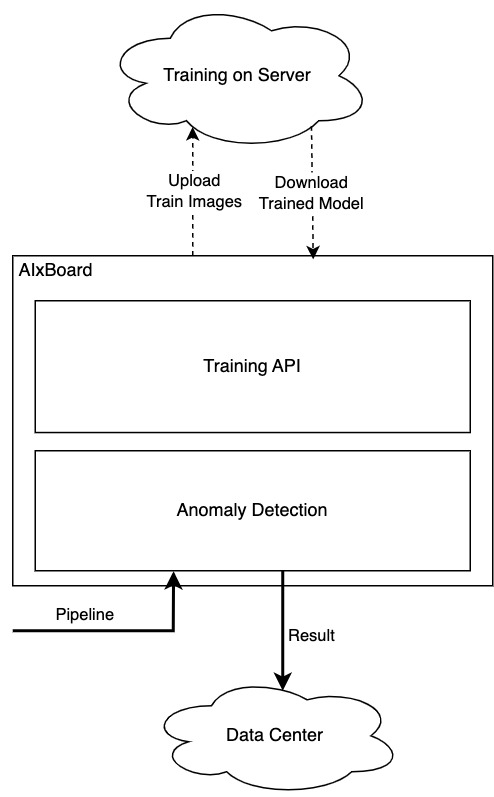 Training on Server
Upload
Train Images
Download
Trained Model
AIxBoard
Training API
Anomaly Detection
Pipeline
Result
Data Center